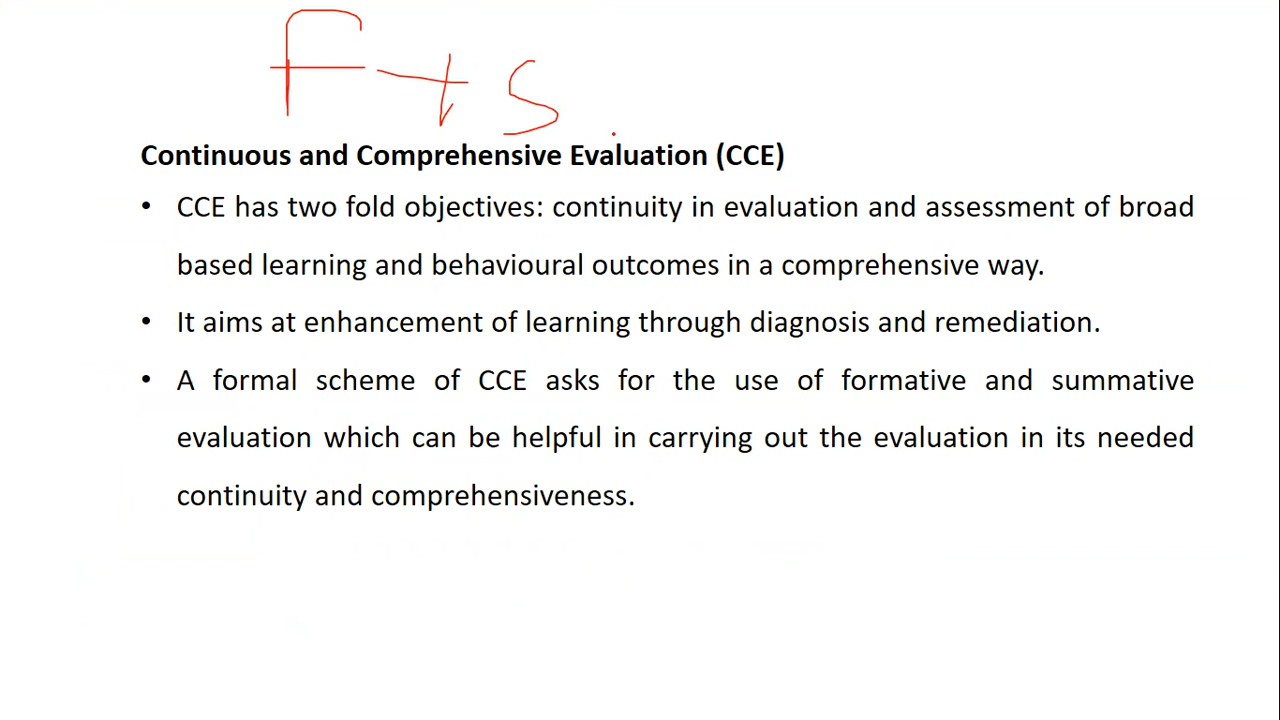 F + S
Continuous and Comprehensive Evaluation (CCE)
• CCE has two fold objectives: continuity in evaluation and assessment of broad
based learning and behavioural outcomes in a comprehensive way.
• It aims at enhancement of learning through diagnosis and remediation.
• A formal scheme of CCE asks for the use of formative and summative
evaluation which can be helpful in carrying out the evaluation in its needed
continuity and comprehensiveness.